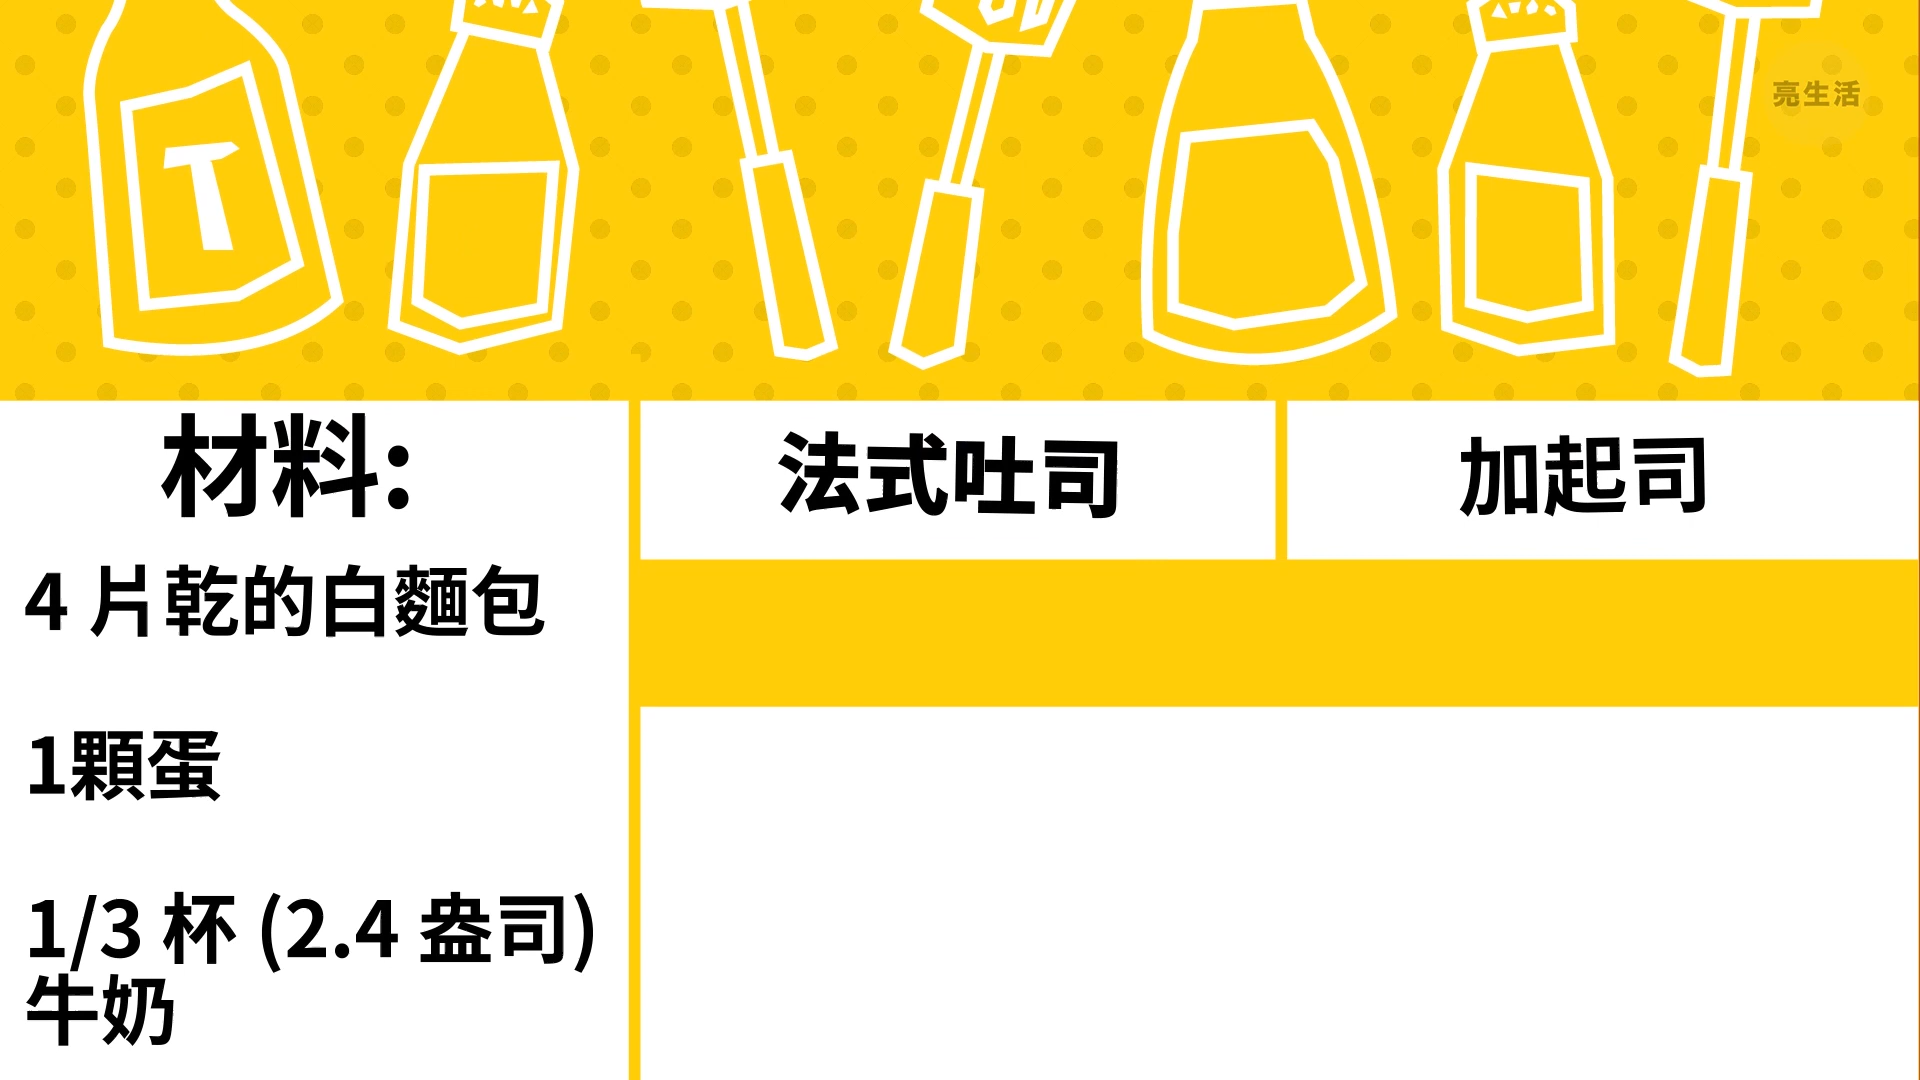 T
亮生活
材料:
法式吐司
加起司
4 片乾的白麵包
1顆蛋
1/3 杯 (2.4 盎司)
牛奶